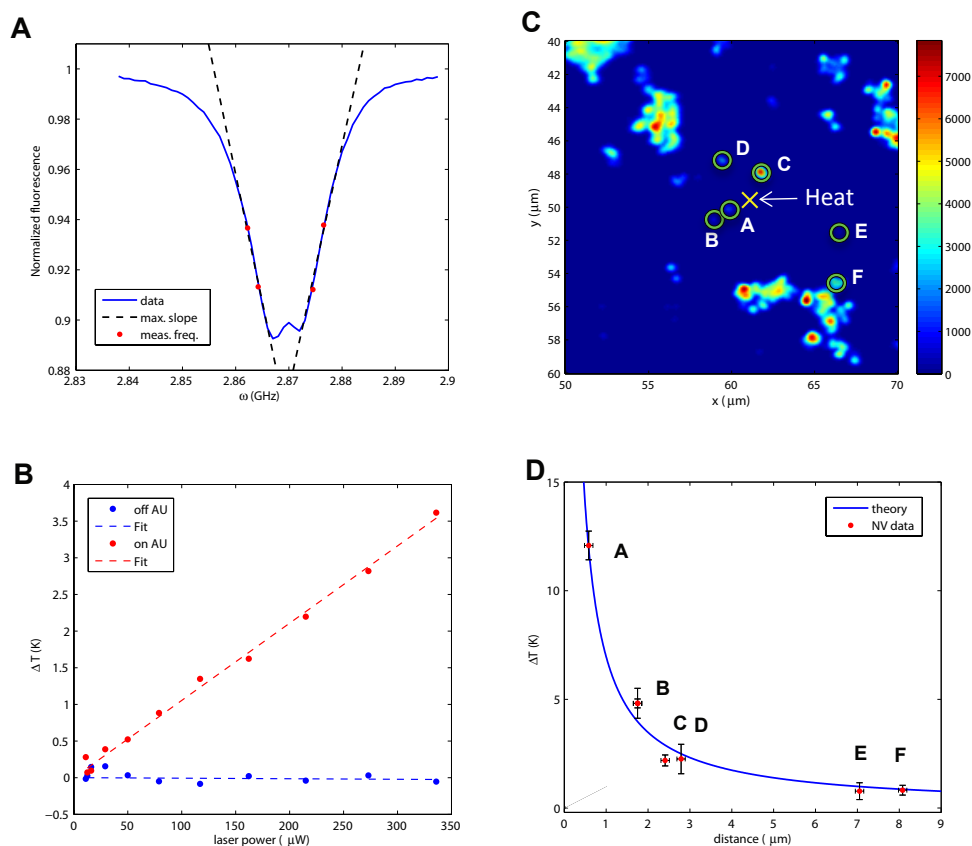 A
Normalized fluorescence
1
0.98
0.96
0.94
0.92
0.9
0.88
data
max. slope
meas. freq.
2.83 2.84 2.85 2.86 2.87 2.88 2.89 2.9
ω (GHz)
C
y (μm)
40
42
44
46
48
50
52
54
56
58
60
D
C
Heat
A
B
E
F
50 55 60 65 70
x ( μm)
7000
6000
5000
4000
3000
2000
1000
0
B
Δ T (K)
4
3.5
3
2.5
2
1.5
1
0.5
0
−0.5
off AU
Fit
on AU
Fit
0 50 100 150 200 250 300 350
laser power ( μW)
D
ΔT (K)
15
10
5
0
theory
NV data
A
B
C D
E F
0 1 2 3 4 5 6 7 8 9
distance ( μm)